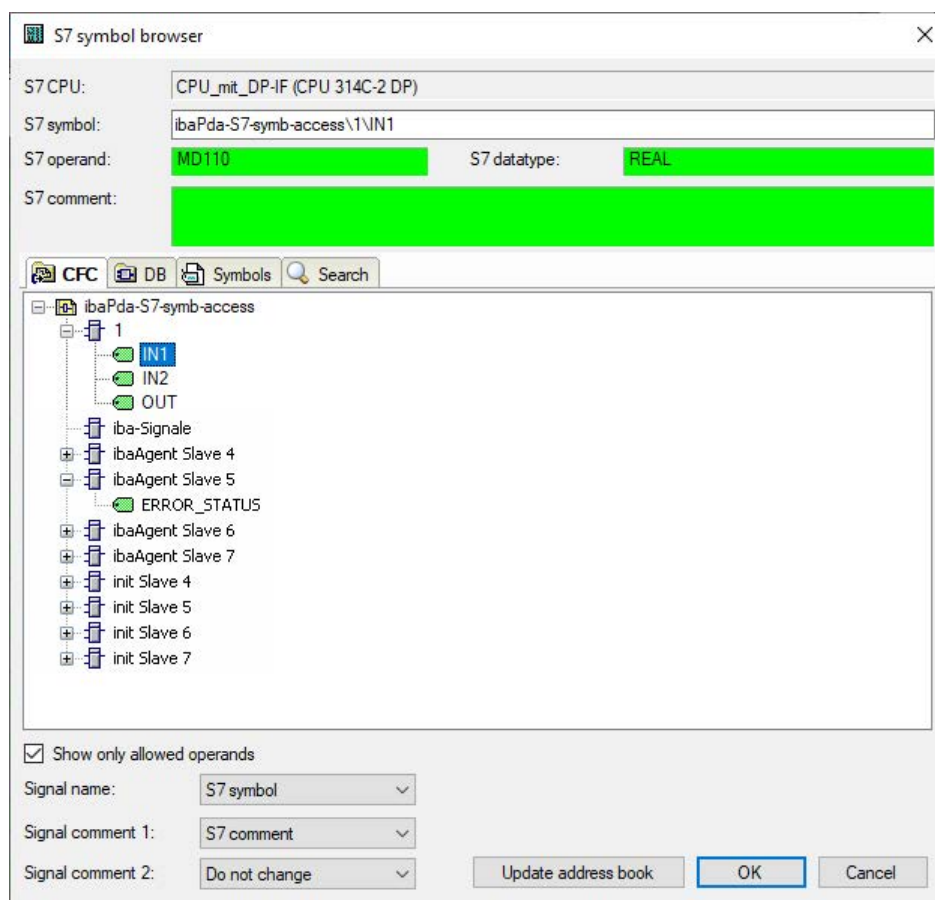 S7 symbol browser
S7 CPU: CPU_mit_DP-IF (CPU 314C-2 DP)
S7 symbol: ibaPda-S7-symb-access\1\IN1
S7 operand: MD110 S7 datatype: REAL
S7 comment:
CFC DB Symbols Search
ibaPda-S7-symb-access
1
IN1
IN2
OUT
iba-Signale
ibaAgent Slave 4
ibaAgent Slave 5
ERROR_STATUS
ibaAgent Slave 6
ibaAgent Slave 7
init Slave 4
init Slave 5
init Slave 6
init Slave 7
Show only allowed operands
Signal name: S7 symbol
Signal comment 1: S7 comment
Signal comment 2: Do not change Update address book OK Cancel